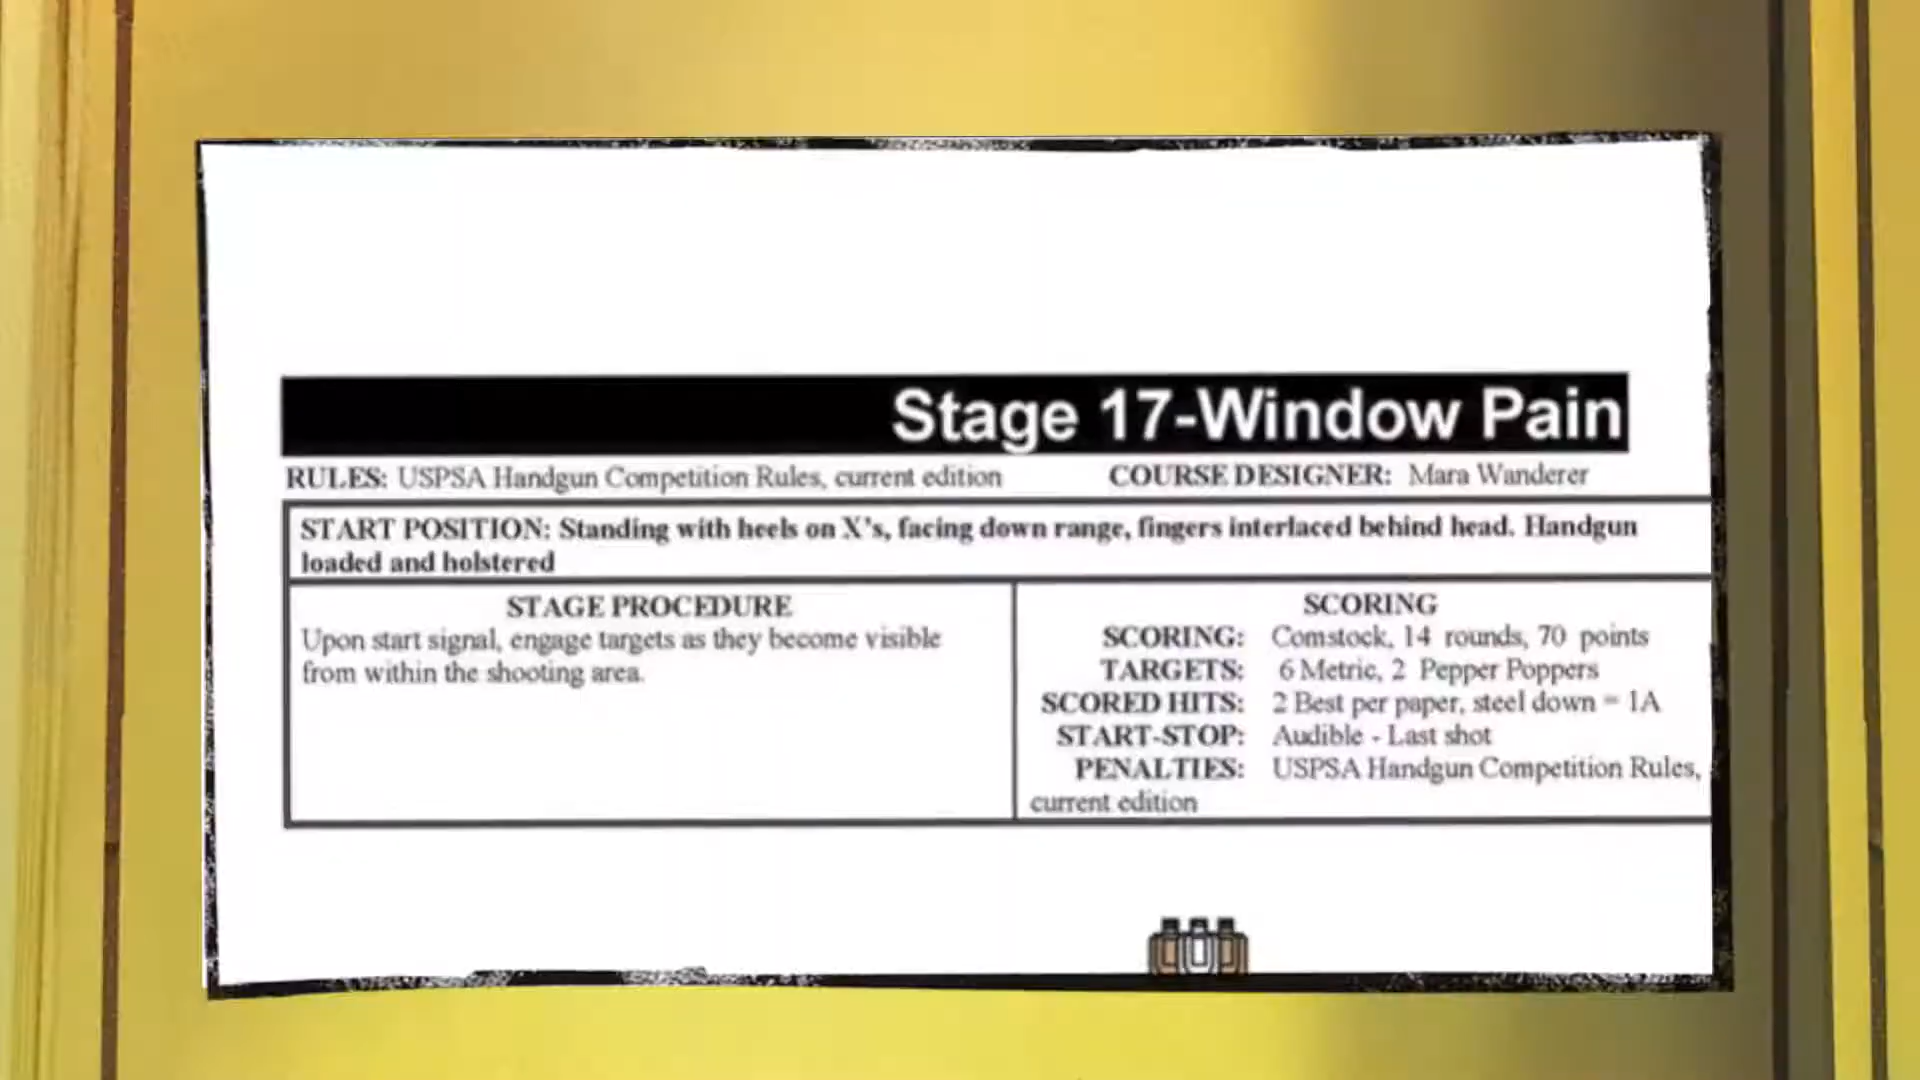 Stage 17-Window Pain
RULES: USPSA Handgun Competition Rules, current edition COURSE DESIGNER: Mara Wanderer
START POSITION: Standing with heels on X's, facing down range, fingers interlaced behind head. Handgun
loaded and holstered
STAGE PROCEDURE
Upon start signal, engage targets as they become visible
from within the shooting area.
SCORING
SCORING: Comstock, 14 rounds, 70 points
TARGETS: 6 Metric, 2 Pepper Poppers
SCORED HITS: 2 Best per paper, steel down = 1A
START-STOP: Audible - Last shot
PENALTIES: USPSA Handgun Competition Rules,
current edition